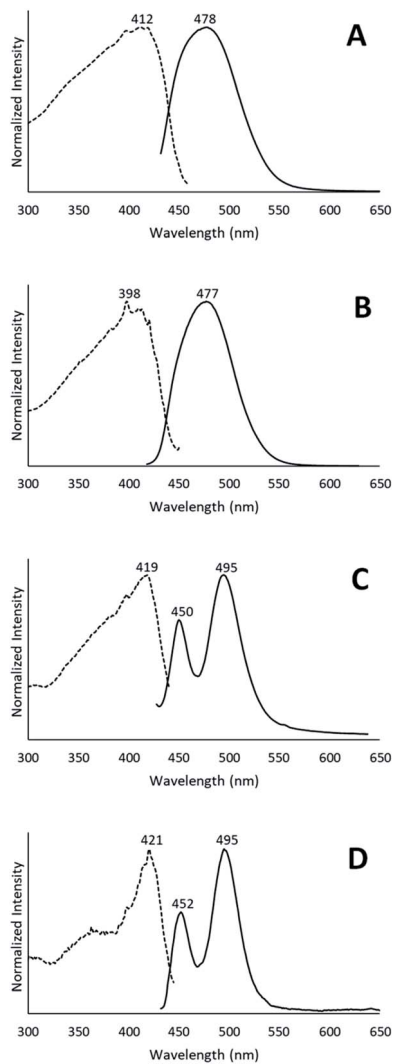 412 478
A
Normalized Intensity
300 350 400 450 500 550 600 650
Wavelength (nm)
398 477
B
Normalized Intensity
300 350 400 450 500 550 600 650
Wavelength (nm)
419 495
C
450
Normalized Intensity
300 350 400 450 500 550 600 650
Wavelength (nm)
421 495
D
452
Normalized Intensity
300 350 400 450 500 550 600 650
Wavelength (nm)